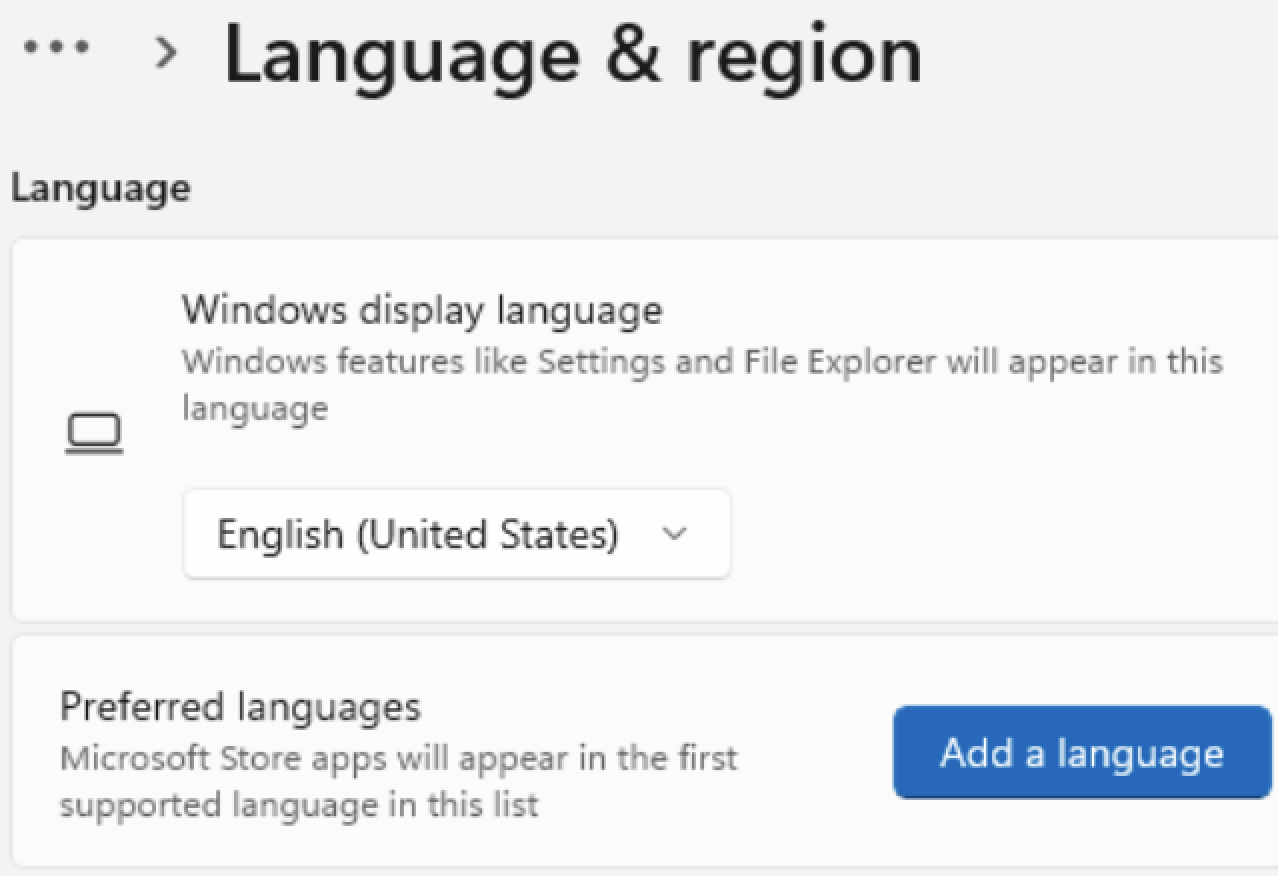 Language & region
Language
Windows display language
Windows features like Settings and File Explorer will appear in this
language
English (United States)
Preferred languages
Microsoft Store apps will appear in the first
supported language in this list
Add a language